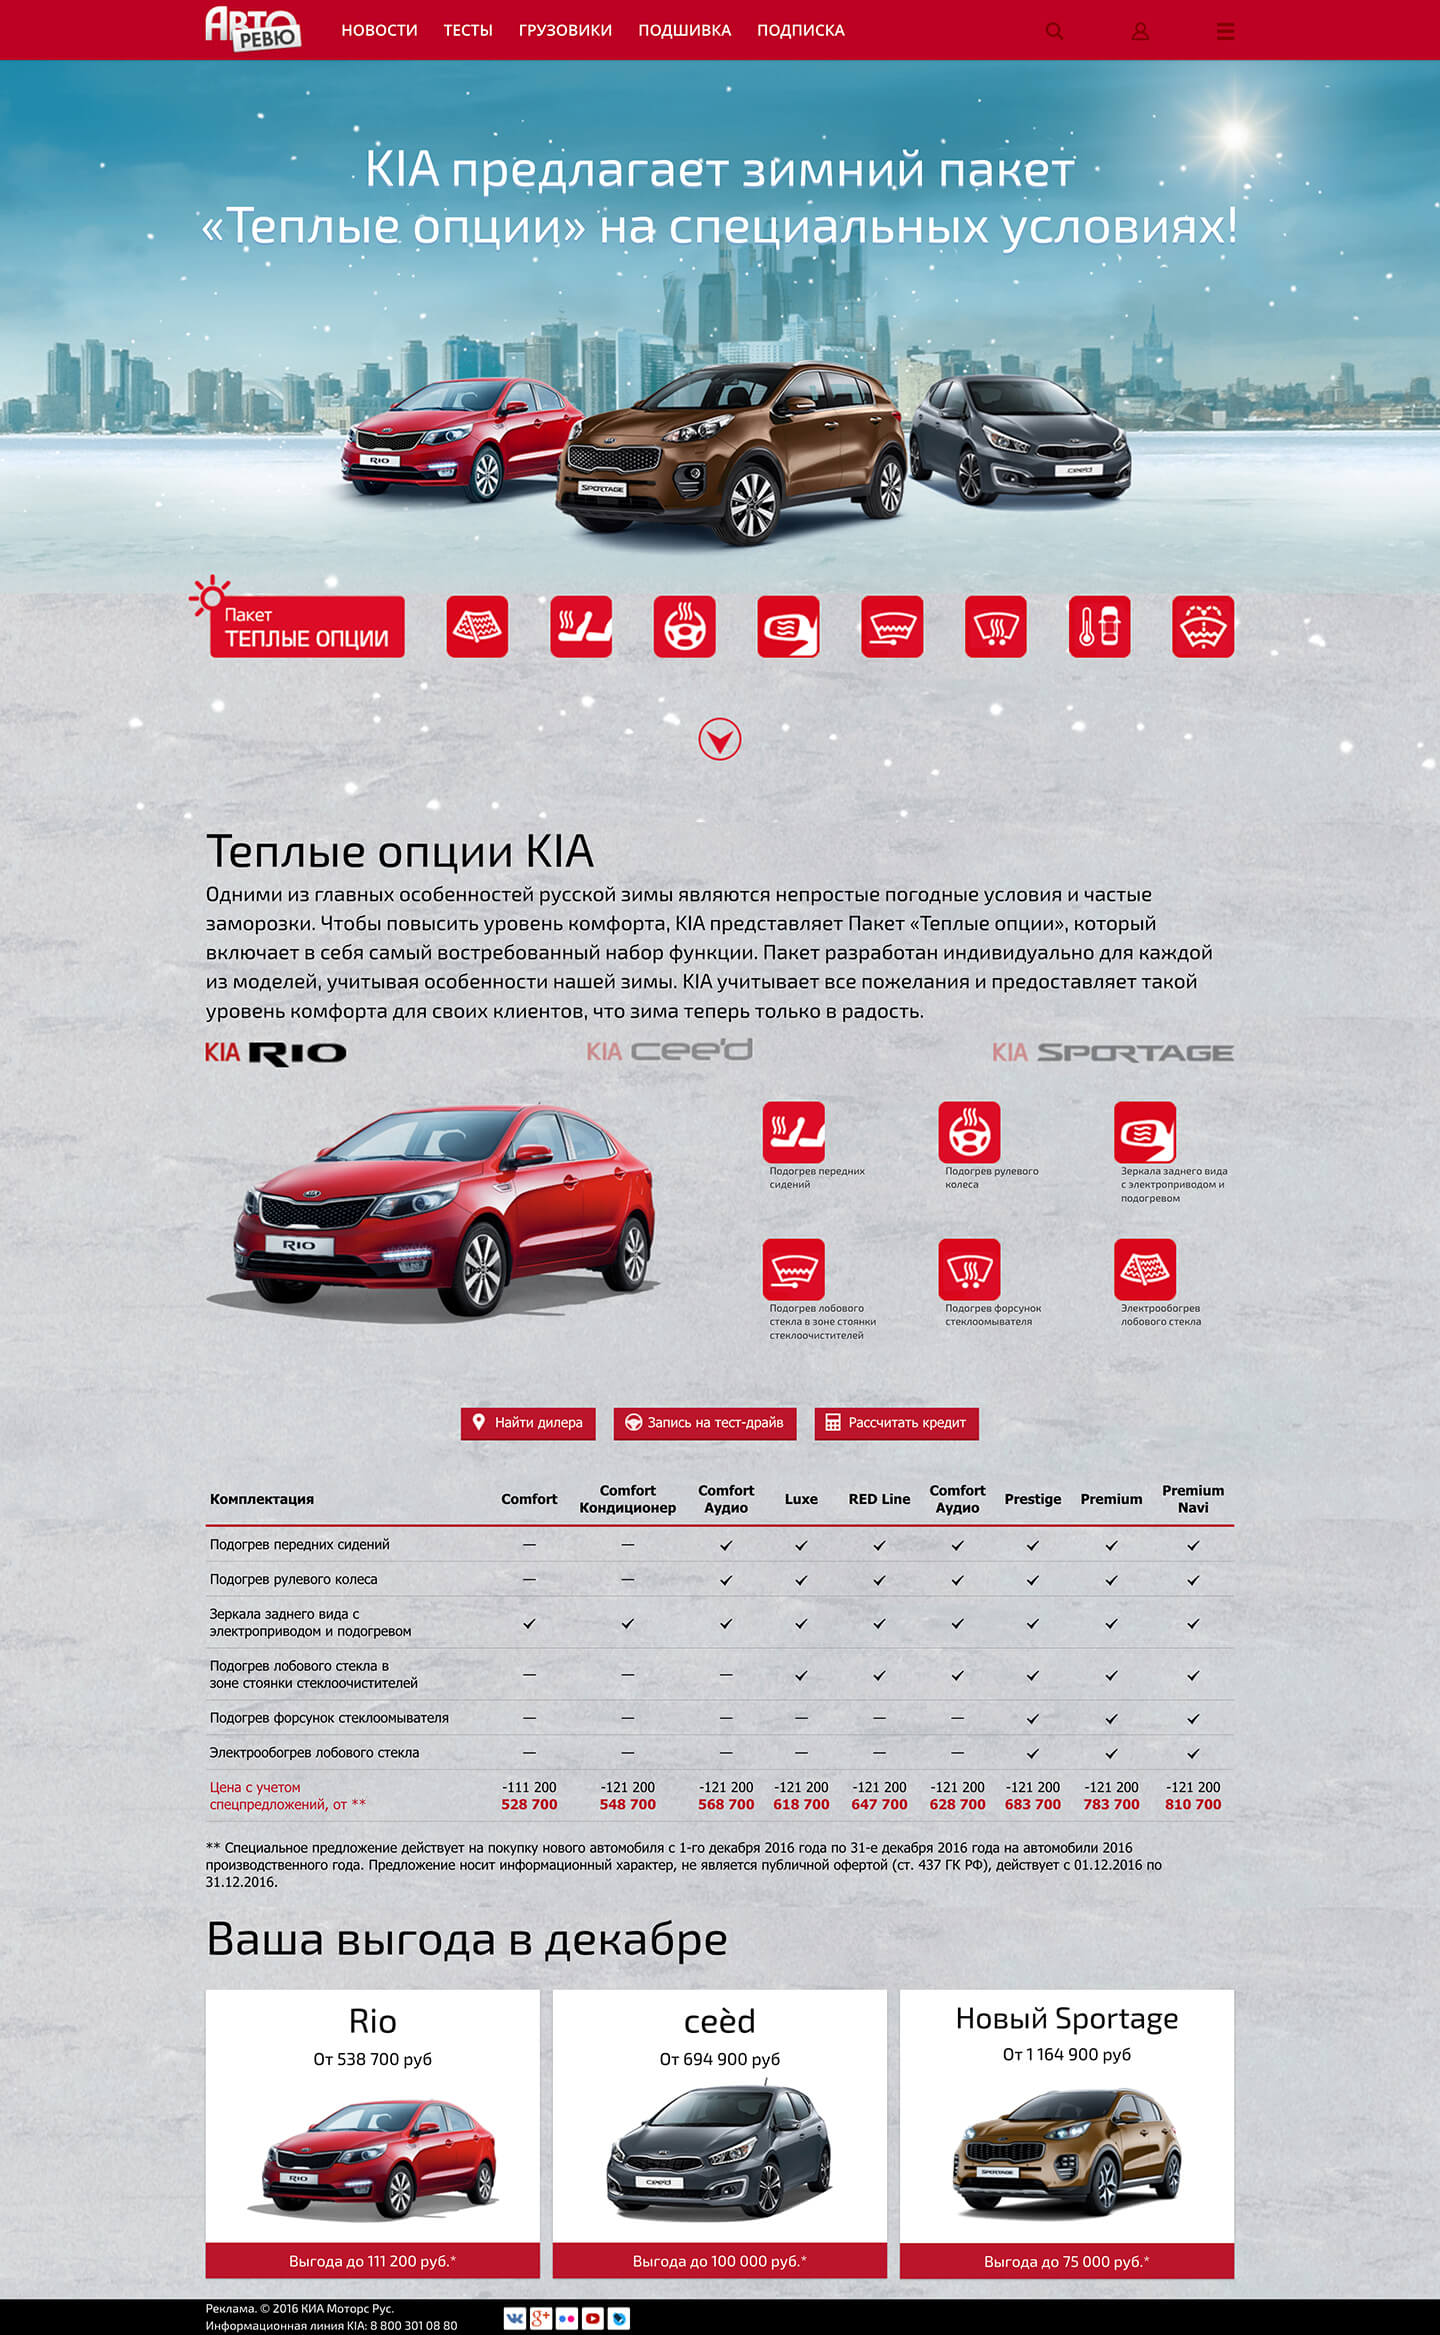 АВТО
РЕВЮ
НОВОСТИ ТЕСТЫ ГРУЗОВИКИ ПОДШИВКА ПОДПИСКА
KIA предлагает зимний пакет
«Теплые опции» на специальных условиях!
RIO
SPORTAGE
cee'd
Пакет
ТЕПЛЫЕ ОПЦИИ
Теплые опции KIA
Одними из главных особенностей русской зимы являются непростые погодные условия и частые
заморозки. Чтобы повысить уровень комфорта, KIA представляет Пакет «Теплые опции», который
включает в себя самый востребованный набор функции. Пакет разработан индивидуально для каждой
из моделей, учитывая особенности нашей зимы. KIA учитывает все пожелания и предоставляет такой
уровень комфорта для своих клиентов, что зима теперь только в радость.
KIA RIO KIA cee'd KIA SPORTAGE
KIA
RIO
Подогрев передних
сидений
Подогрев рулевого
колеса
Зеркала заднего вида
с электроприводом и
подогревом
Подогрев лобового
стекла в зоне стоянки
стеклоочистителей
Подогрев форсунок
стеклоомывателя
Электрообогрев
лобового стекла
Найти дилера Запись на тест-драйв Рассчитать кредит
Комплектация Comfort Comfort Кондиционер Comfort Аудио Luxe RED Line Comfort Аудио Prestige Premium Premium Navi
Подогрев передних сидений — — ✓ ✓ ✓ ✓ ✓ ✓ ✓
Подогрев рулевого колеса — — ✓ ✓ ✓ ✓ ✓ ✓ ✓
Зеркала заднего вида с
электроприводом и подогревом ✓ ✓ ✓ ✓ ✓ ✓ ✓ ✓ ✓
Подогрев лобового стекла в
зоне стоянки стеклоочистителей — — — ✓ ✓ ✓ ✓ ✓ ✓
Подогрев форсунок стеклоомывателя — — — — — — ✓ ✓ ✓
Электрообогрев лобового стекла — — — — — — ✓ ✓ ✓
Цена с учетом -111 200 -121 200 -121 200 -121 200 -121 200 -121 200 -121 200 -121 200 -121 200
спецпредложений, от ** 528 700 548 700 568 700 618 700 647 700 628 700 683 700 783 700 810 700
** Специальное предложение действует на покупку нового автомобиля с 1-го декабря 2016 года по 31-е декабря 2016 года на автомобили 2016
производственного года. Предложение носит информационный характер, не является публичной офертой (ст. 437 ГК РФ), действует с 01.12.2016 по
31.12.2016.
Ваша выгода в декабре
Rio
От 538 700 руб
RIO
Выгода до 111 200 руб.*
ceèd
От 694 900 руб
cee'd
Выгода до 100 000 руб.*
Новый Sportage
От 1 164 900 руб
SPORTAGE
Выгода до 75 000 руб.*
Реклама. © 2016 КИА Моторс Рус.
Информационная линия KIA: 8 800 301 08 80
g+